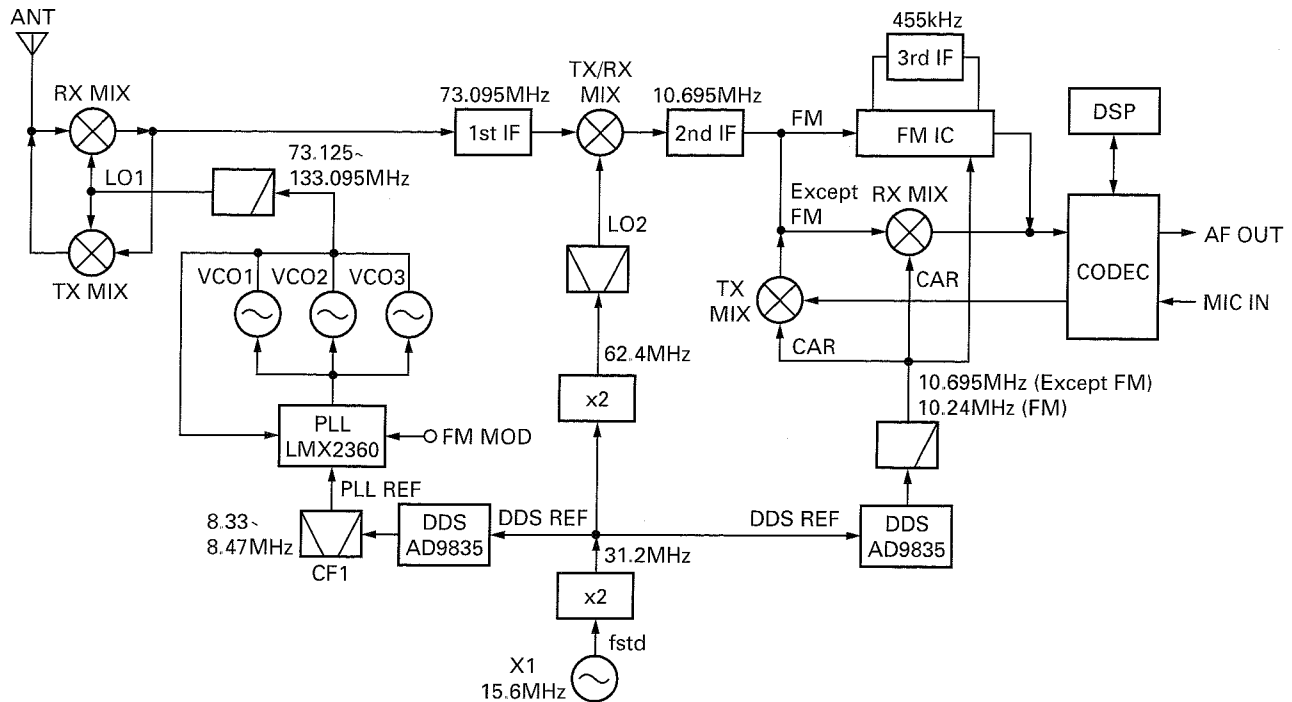 ANT
RX MIX
LO1
TX MIX
73.125~
133.095MHz
VCO1
VCO2
VCO3
PLL
LMX2360
FM MOD
PLL REF
8.33~
8.47MHz
CF1
DDS
AD9835
DDS REF
73.095MHz
1st IF
TX/RX
MIX
10.695MHz
2nd IF
LO2
62.4MHz
x2
31.2MHz
x2
fstd
X1
15.6MHz
455kHz
3rd IF
FM
FM IC
Except
FM
RX MIX
CAR
TX
MIX
CAR
10.695MHz (Except FM)
10.24MHz (FM)
DDS REF
DDS
AD9835
DSP
CODEC
AF OUT
MIC IN